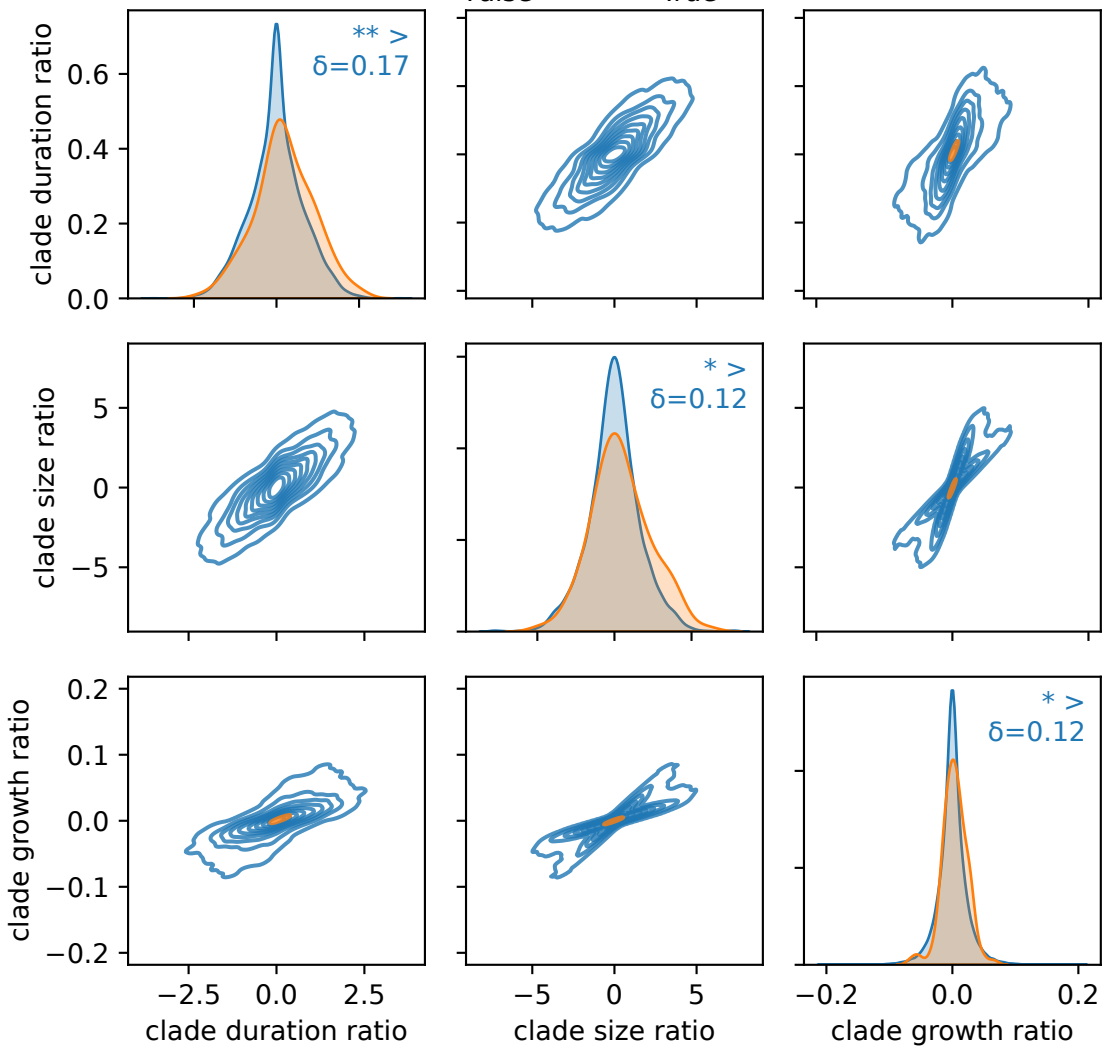 clade duration ratio
0.6
0.4
0.2
0.0
** >
δ=0.17
clade size ratio
5
0
−5
* >
δ=0.12
clade growth ratio
0.2
0.1
0.0
−0.1
−0.2
* >
δ=0.12
−2.5 0.0 2.5
−5 0 5
−0.2 0.0 0.2
clade duration ratio
clade size ratio
clade growth ratio